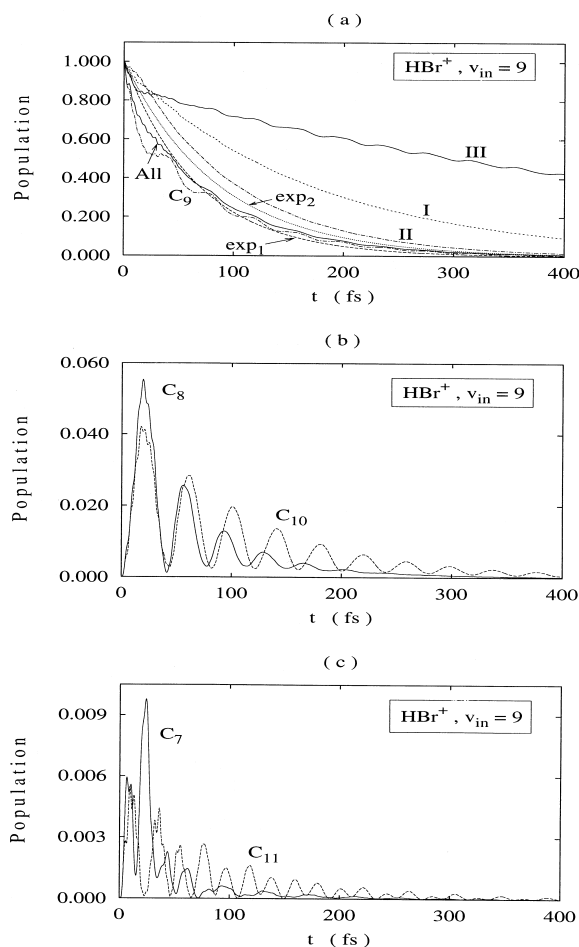 ( a )
HBr⁺ , v_in = 9
Population
1.000
0.800
0.600
0.400
0.200
0.000
All
C₉
exp₁
exp₂
I
II
III
0 100 200 300 400
t ( fs )
( b )
HBr⁺ , v_in = 9
Population
0.060
0.040
0.020
0.000
C₈
C₁₀
0 100 200 300 400
t ( fs )
( c )
HBr⁺ , v_in = 9
Population
0.009
0.006
0.003
0.000
C₇
C₁₁
0 100 200 300 400
t ( fs )